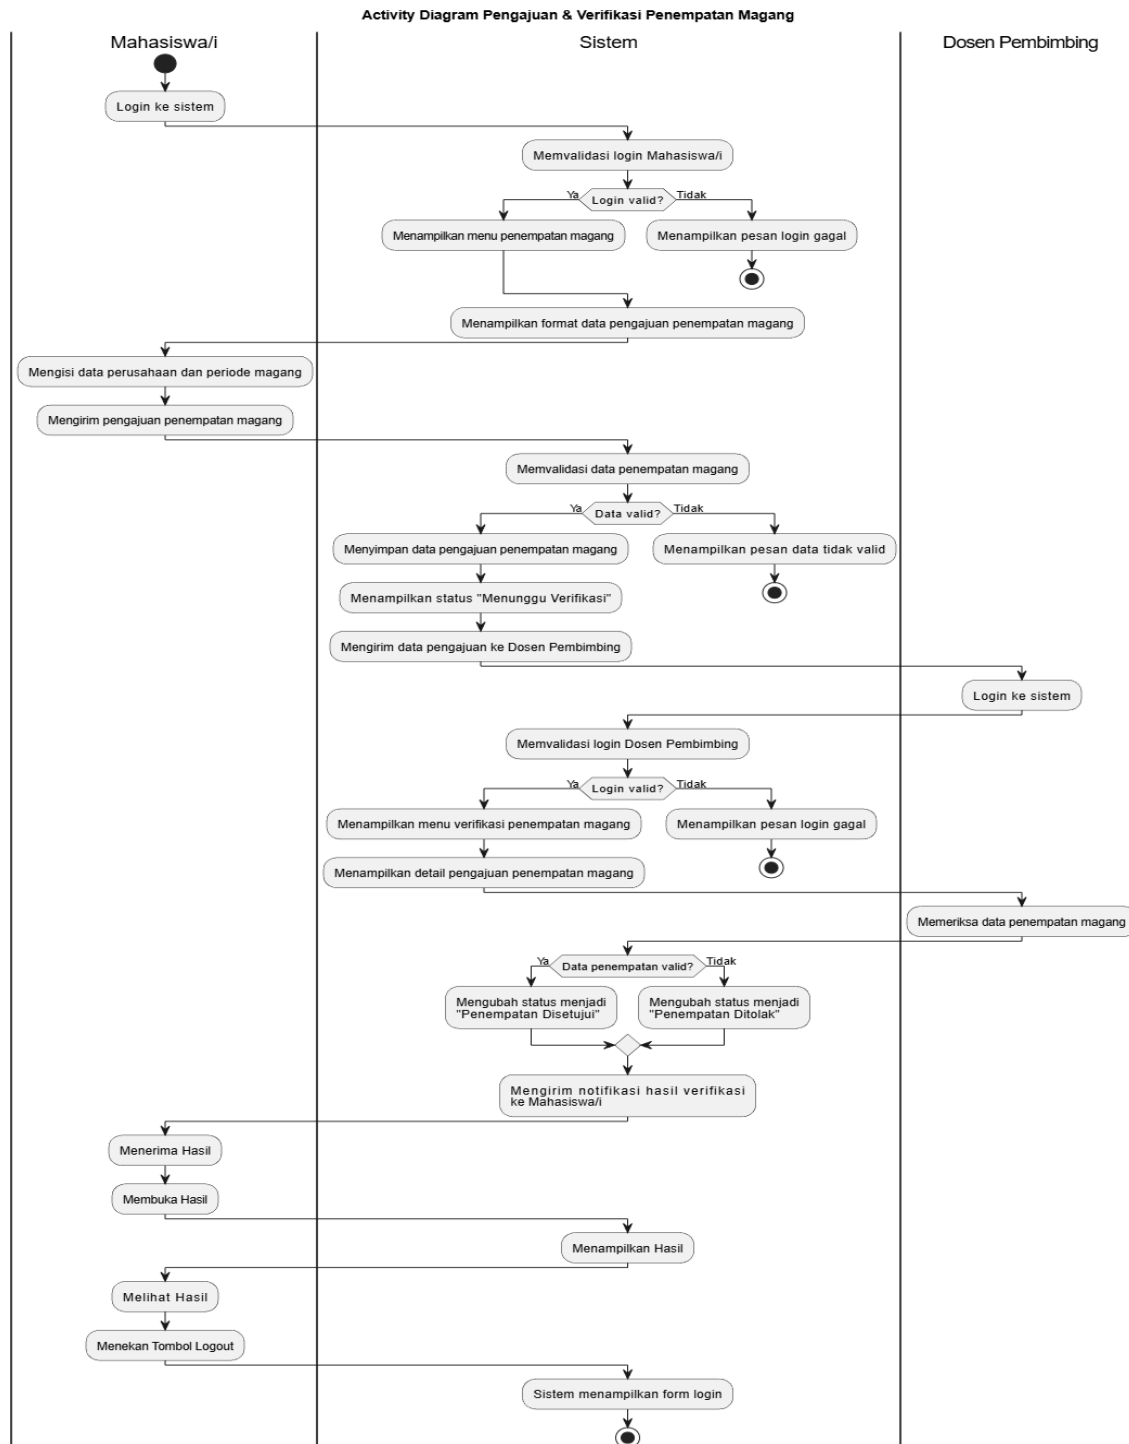 Activity Diagram Pengajuan & Verifikasi Penempatan Magang
Mahasiswa/i
Sistem
Dosen Pembimbing
Login ke sistem
Memvalidasi login Mahasiswa/i
Ya
Login valid?
Tidak
Menampilkan menu penempatan magang
Menampilkan pesan login gagal
Menampilkan format data pengajuan penempatan magang
Mengisi data perusahaan dan periode magang
Mengirim pengajuan penempatan magang
Memvalidasi data penempatan magang
Ya
Data valid?
Tidak
Menyimpan data pengajuan penempatan magang
Menampilkan pesan data tidak valid
Menampilkan status "Menunggu Verifikasi"
Mengirim data pengajuan ke Dosen Pembimbing
Login ke sistem
Memvalidasi login Dosen Pembimbing
Ya
Login valid?
Tidak
Menampilkan menu verifikasi penempatan magang
Menampilkan pesan login gagal
Menampilkan detail pengajuan penempatan magang
Memeriksa data penempatan magang
Ya
Data penempatan valid?
Tidak
Mengubah status menjadi
"Penempatan Disetujui"
Mengubah status menjadi
"Penempatan Ditolak"
Mengirim notifikasi hasil verifikasi
ke Mahasiswa/i
Menerima Hasil
Membuka Hasil
Menampilkan Hasil
Melihat Hasil
Menekan Tombol Logout
Sistem menampilkan form login